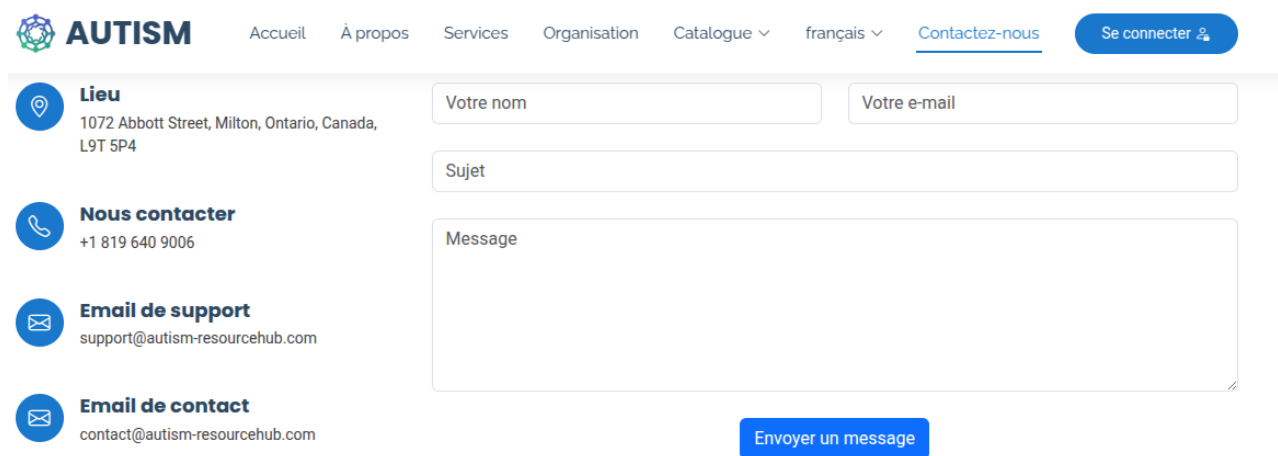 AUTISM
Accueil
À propos
Services
Organisation
Catalogue
français
Contactez-nous
Se connecter
Lieu
1072 Abbott Street, Milton, Ontario, Canada,
L9T 5P4
Nous contacter
+1 819 640 9006
Email de support
support@autism-resourcehub.com
Email de contact
contact@autism-resourcehub.com
Votre nom
Votre e-mail
Sujet
Message
Envoyer un message